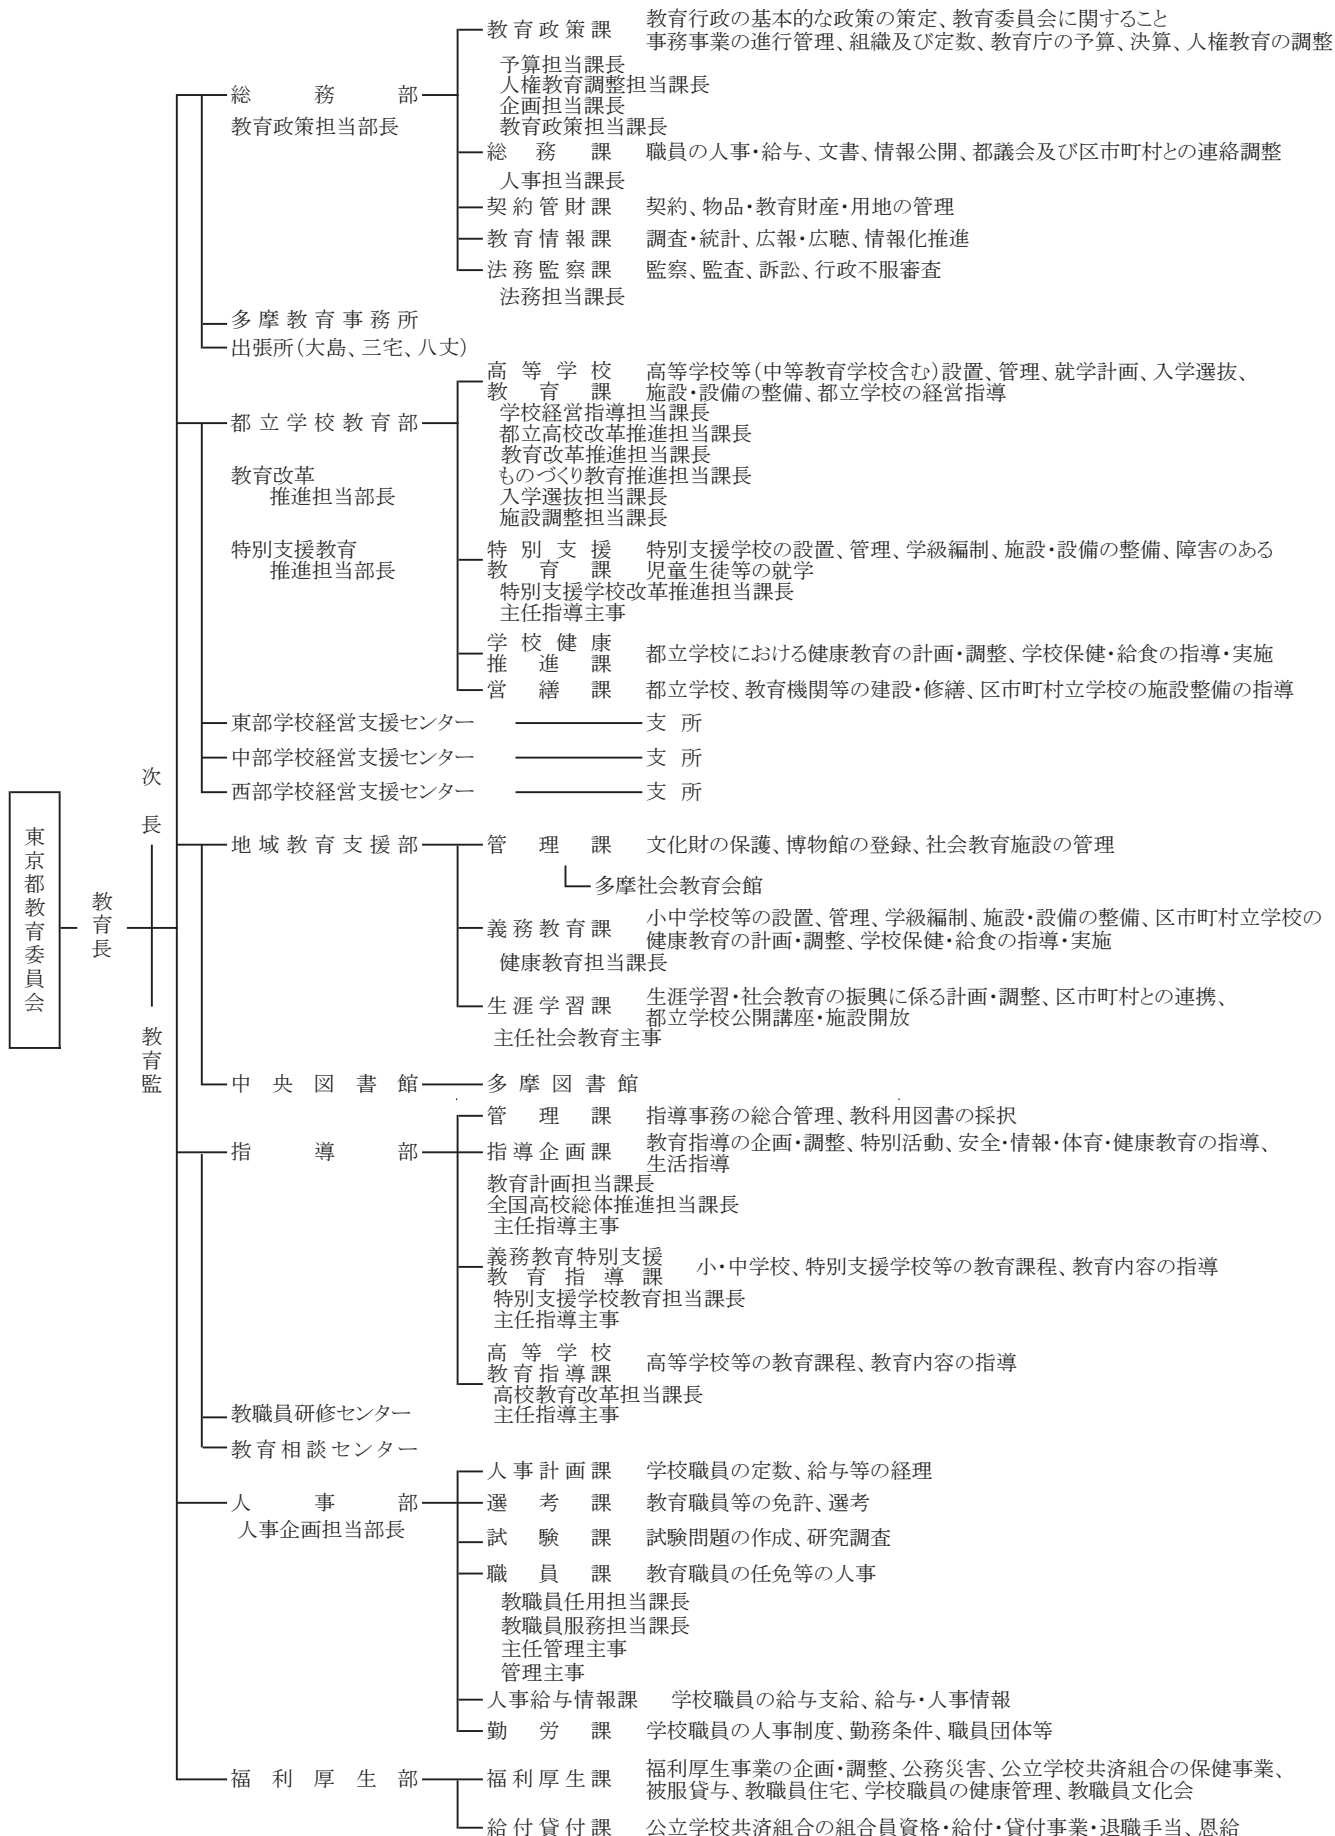 東京都教育委員会
教育長
次長
教育監
総務部
教育政策担当部長
教育政策課
教育行政の基本的な政策の策定、教育委員会に関すること
事務事業の進行管理、組織及び定数、教育庁の予算、決算、人権教育の調整
予算担当課長
人権教育調整担当課長
企画担当課長
教育政策担当課長
総務課 職員の人事・給与、文書、情報公開、都議会及び区市町村との連絡調整
人事担当課長
契約管財課 契約、物品・教育財産・用地の管理
教育情報課 調査・統計、広報・広聴、情報化推進
法務監察課 監察、監査、訴訟、行政不服審査
法務担当課長
多摩教育事務所
出張所(大島、三宅、八丈)
都立学校教育部
教育改革
推進担当部長
特別支援教育
推進担当部長
高等学校 高等学校等(中等教育学校含む)設置、管理、就学計画、入学選抜、
教育課 施設・設備の整備、都立学校の経営指導
学校経営指導担当課長
都立高校改革推進担当課長
教育改革推進担当課長
ものづくり教育推進担当課長
入学選抜担当課長
施設調整担当課長
特別支援 特別支援学校の設置、管理、学級編制、施設・設備の整備、障害のある
教育課 児童生徒等の就学
特別支援学校改革推進担当課長
主任指導主事
学校健康
推進課
都立学校における健康教育の計画・調整、学校保健・給食の指導・実施
営繕課 都立学校、教育機関等の建設・修繕、区市町村立学校の施設整備の指導
東部学校経営支援センター 支所
中部学校経営支援センター 支所
西部学校経営支援センター 支所
地域教育支援部
管理課 文化財の保護、博物館の登録、社会教育施設の管理
多摩社会教育会館
義務教育課
小中学校等の設置、管理、学級編制、施設・設備の整備、区市町村立学校の
健康教育の計画・調整、学校保健・給食の指導・実施
健康教育担当課長
生涯学習課
生涯学習・社会教育の振興に係る計画・調整、区市町村との連携、
都立学校公開講座・施設開放
主任社会教育主事
中央図書館 多摩図書館
指導部
管理課 指導事務の総合管理、教科用図書の採択
指導企画課
教育指導の企画・調整、特別活動、安全・情報・体育・健康教育の指導、
生活指導
教育計画担当課長
全国高校総体推進担当課長
主任指導主事
義務教育特別支援
教育指導課
小・中学校、特別支援学校等の教育課程、教育内容の指導
特別支援学校教育担当課長
主任指導主事
高等学校
教育指導課
高等学校等の教育課程、教育内容の指導
高校教育改革担当課長
主任指導主事
教職員研修センター
教育相談センター
人事部
人事企画担当部長
人事計画課 学校職員の定数、給与等の経理
選考課 教育職員等の免許、選考
試験課 試験問題の作成、研究調査
職員課 教育職員の任免等の人事
教職員任用担当課長
教職員服務担当課長
主任管理主事
管理主事
人事給与情報課 学校職員の給与支給、給与・人事情報
勤労課 学校職員の人事制度、勤務条件、職員団体等
福利厚生部
福利厚生課
福利厚生事業の企画・調整、公務災害、公立学校共済組合の保健事業、
被服貸与、教職員住宅、学校職員の健康管理、教職員文化会
給付貸付課 公立学校共済組合の組合員資格・給付・貸付事業・退職手当、恩給